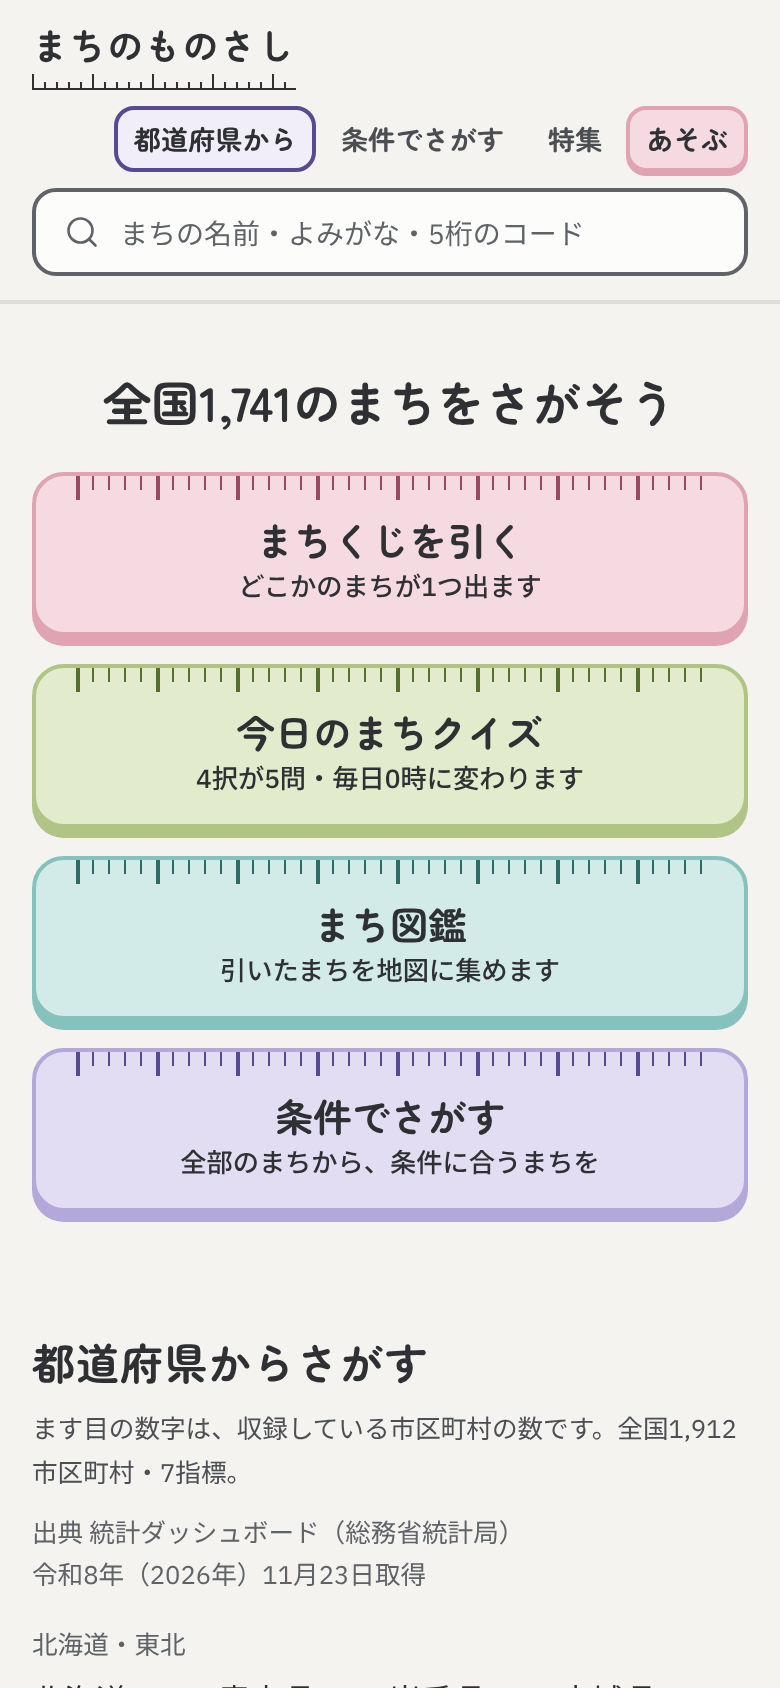 まちのものさし
都道府県から 条件でさがす 特集 あそぶ
まちの名前・よみがな・5桁のコード
全国1,741のまちをさがそう
まちくじを引く
どこかのまちが1つ出ます
今日のまちクイズ
4択が5問・毎日0時に変わります
まち図鑑
引いたまちを地図に集めます
条件でさがす
全部のまちから、条件に合うまちを
都道府県からさがす
ます目の数字は、収録している市区町村の数です。全国1,912
市区町村・7指標。
出典 統計ダッシュボード（総務省統計局）
令和8年（2026年）11月23日取得
北海道・東北